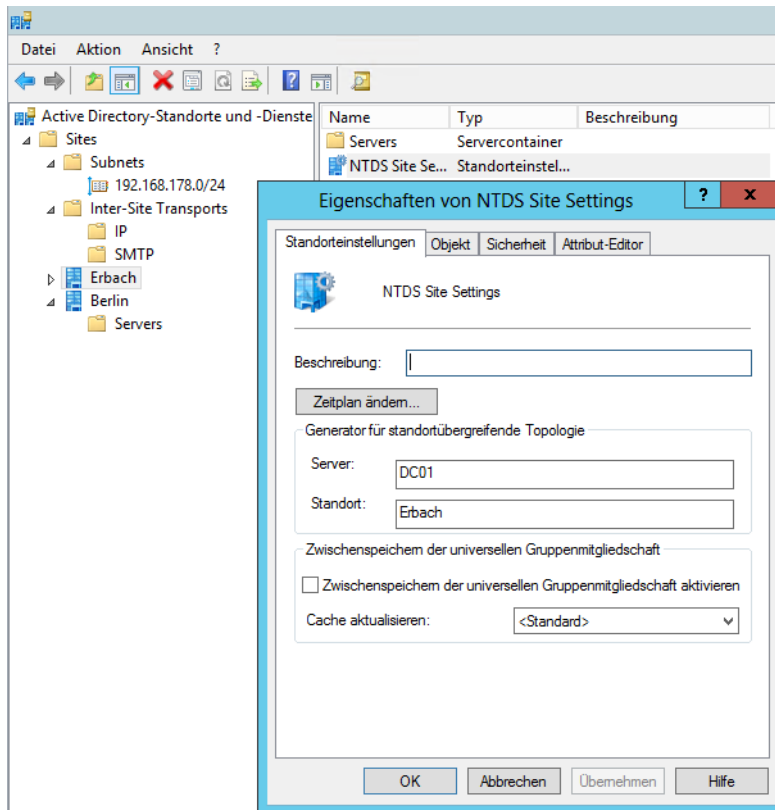 Datei Aktion Ansicht ?
Active Directory-Standorte und -Dienste
Sites
Subnets
192.168.178.0/24
Inter-Site Transports
IP
SMTP
Erbach
Berlin
Servers
Name Typ Beschreibung
Servers Servercontainer
NTDS Site Se... Standorteinstel...
Eigenschaften von NTDS Site Settings ? x
Standorteinstellungen Objekt Sicherheit Attribut-Editor
NTDS Site Settings
Beschreibung:
Zeitplan ändern...
Generator für standortübergreifende Topologie
Server: DC01
Standort: Erbach
Zwischenspeichern der universellen Gruppenmitgliedschaft
Zwischenspeichern der universellen Gruppenmitgliedschaft aktivieren
Cache aktualisieren: <Standard>
OK Abbrechen Übernehmen Hilfe